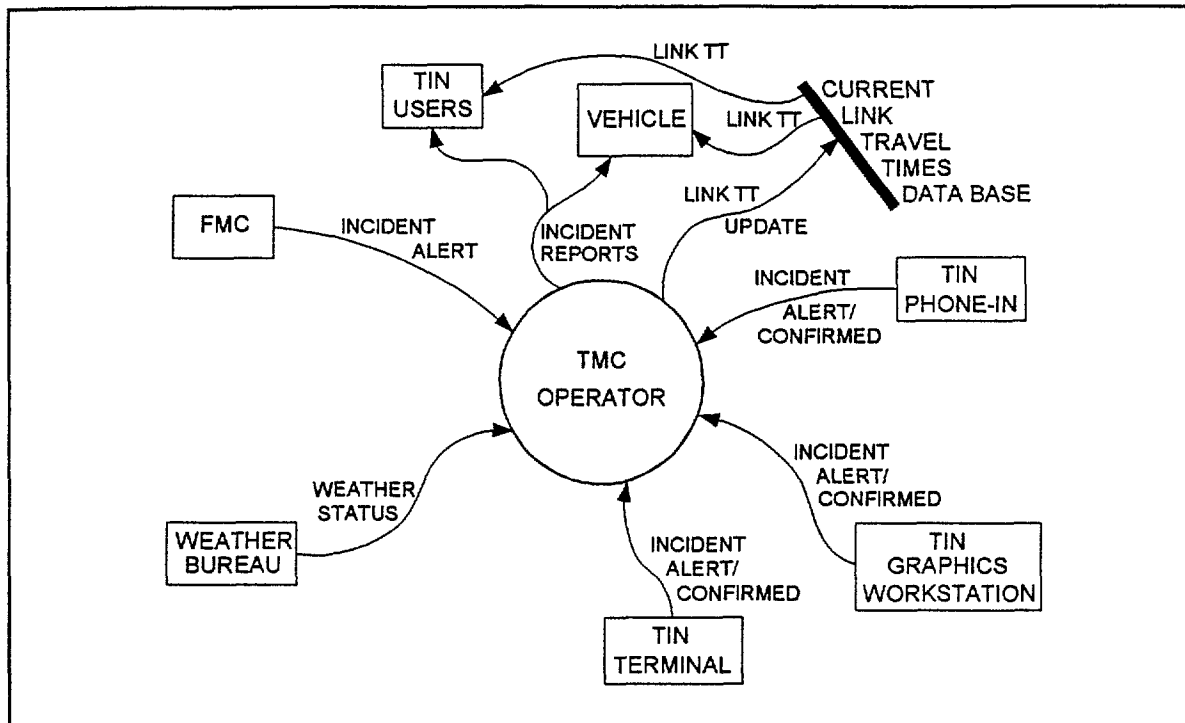 LINK TT
TIN
USERS
VEHICLE
LINK TT
CURRENT
LINK
TRAVEL
TIMES
DATA BASE
FMC
INCIDENT
ALERT
INCIDENT
REPORTS
LINK TT
UPDATE
INCIDENT
ALERT/
CONFIRMED
TIN
PHONE-IN
TMC
OPERATOR
WEATHER
STATUS
WEATHER
BUREAU
INCIDENT
ALERT/
CONFIRMED
TIN
TERMINAL
INCIDENT
ALERT/
CONFIRMED
TIN
GRAPHICS
WORKSTATION